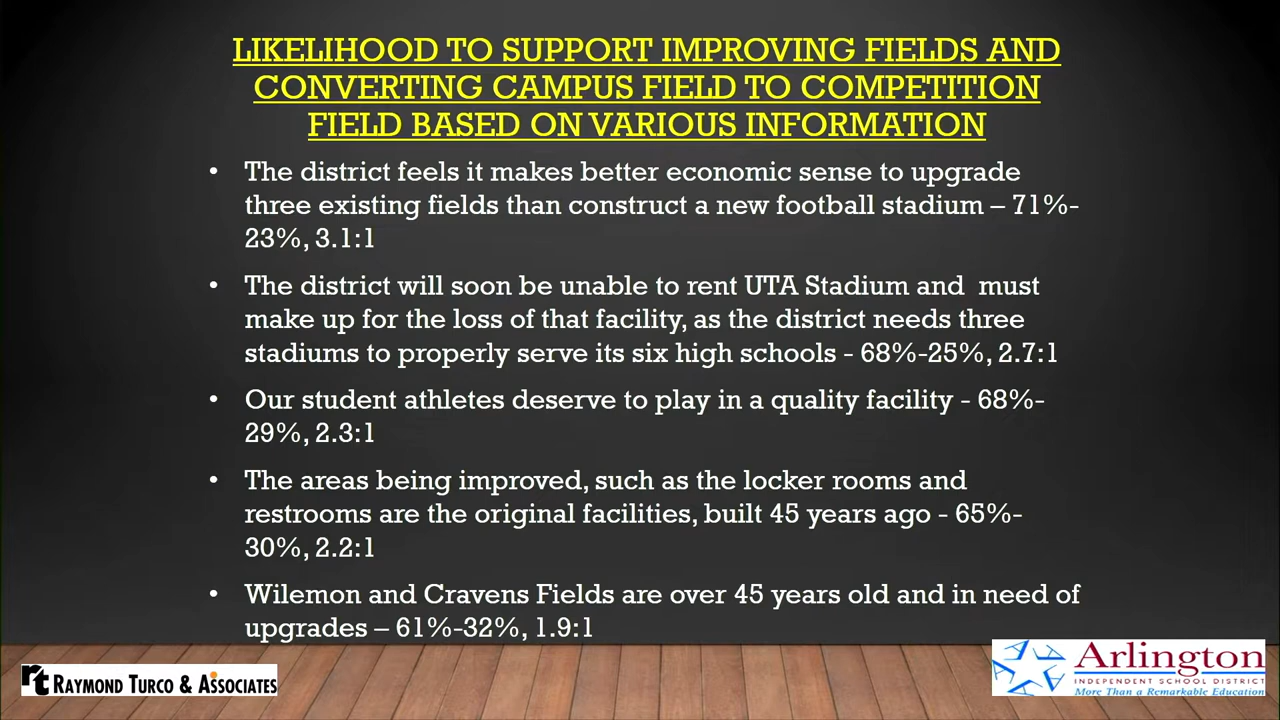 LIKELIHOOD TO SUPPORT IMPROVING FIELDS AND
CONVERTING CAMPUS FIELD TO COMPETITION
FIELD BASED ON VARIOUS INFORMATION
• The district feels it makes better economic sense to upgrade
three existing fields than construct a new football stadium – 71%-
23%, 3.1:1
• The district will soon be unable to rent UTA Stadium and  must
make up for the loss of that facility, as the district needs three
stadiums to properly serve its six high schools - 68%-25%, 2.7:1
• Our student athletes deserve to play in a quality facility - 68%-
29%, 2.3:1
• The areas being improved, such as the locker rooms and
restrooms are the original facilities, built 45 years ago - 65%-
30%, 2.2:1
• Wilemon and Cravens Fields are over 45 years old and in need of
upgrades – 61%-32%, 1.9:1
rt RAYMOND TURCO & ASSOCIATES
Arlington
INDEPENDENT SCHOOL DISTRICT
More Than a Remarkable Education